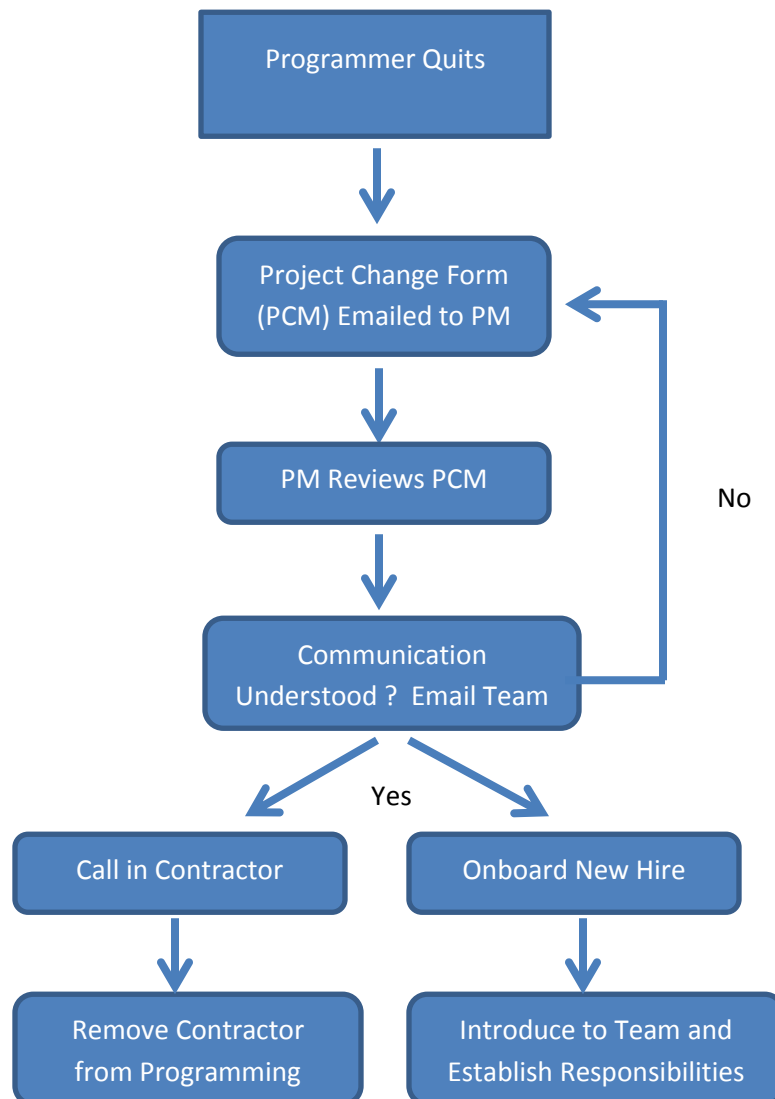 Programmer Quits
Project Change Form
(PCM) Emailed to PM
PM Reviews PCM
No
Communication
Understood ?  Email Team
Yes
Call in Contractor
Onboard New Hire
Remove Contractor
from Programming
Introduce to Team and
Establish Responsibilities